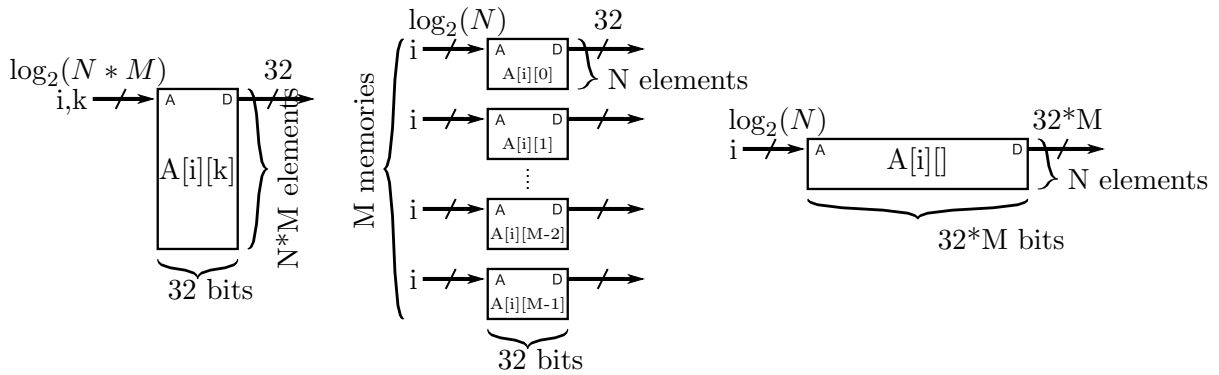 log₂(N ∗ M)
i,k
A
D
32
A[i][k]
N*M elements
32 bits
M memories
log₂(N)
i
A
D
A[i][0]
32
N elements
i
A
D
A[i][1]
.....
i
A
D
A[i][M-2]
i
A
D
A[i][M-1]
32 bits
log₂(N)
i
A
D
A[i][]
32*M
N elements
32*M bits